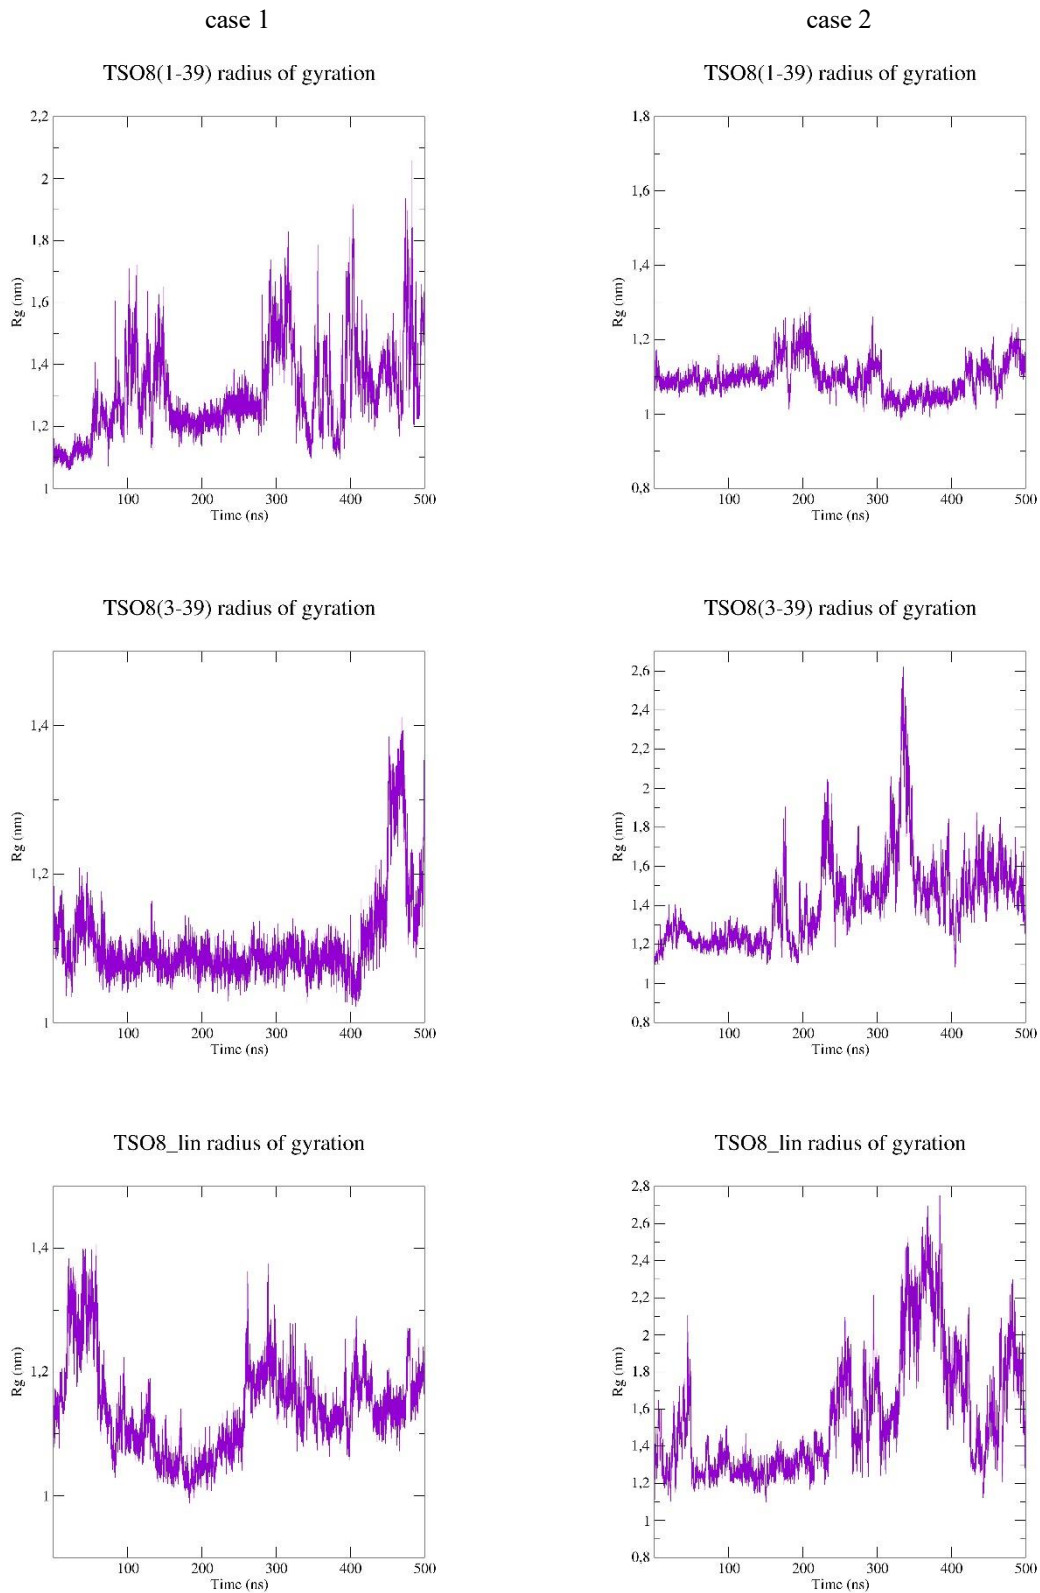 case 1
case 2
TSO8(1-39) radius of gyration
TSO8(1-39) radius of gyration
2,2
2
1,8
1,6
1,4
1,2
1
Rg (nm)
100 200 300 400 500
Time (ns)
1,8
1,6
1,4
1,2
1
0,8
Rg (nm)
100 200 300 400 500
Time (ns)
TSO8(3-39) radius of gyration
TSO8(3-39) radius of gyration
1,4
1,2
1
Rg (nm)
100 200 300 400 500
Time (ns)
2,6
2,4
2,2
2
1,8
1,6
1,4
1,2
1
0,8
Rg (nm)
100 200 300 400 500
Time (ns)
TSO8_lin radius of gyration
TSO8_lin radius of gyration
1,4
1,2
1
Rg (nm)
100 200 300 400 500
Time (ns)
2,8
2,6
2,4
2,2
2
1,8
1,6
1,4
1,2
1
0,8
Rg (nm)
100 200 300 400 500
Time (ns)